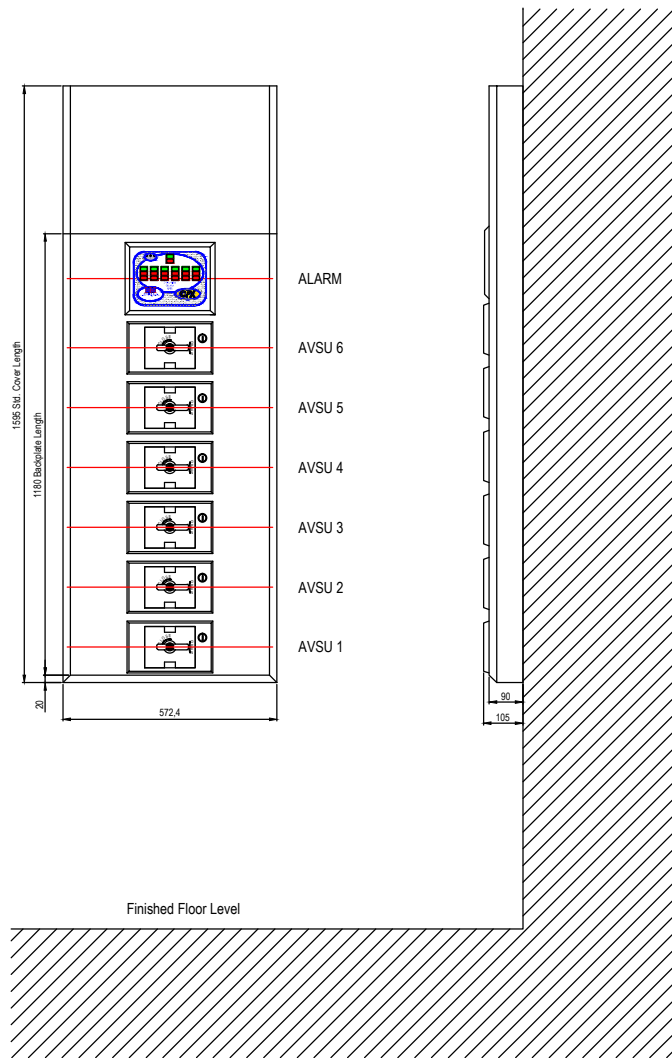 ALARM
AVSU 6
AVSU 5
AVSU 4
AVSU 3
AVSU 2
AVSU 1
1595 Std. Cover Length
1180 Backplate Length
20
572,4
90
105
Finished Floor Level